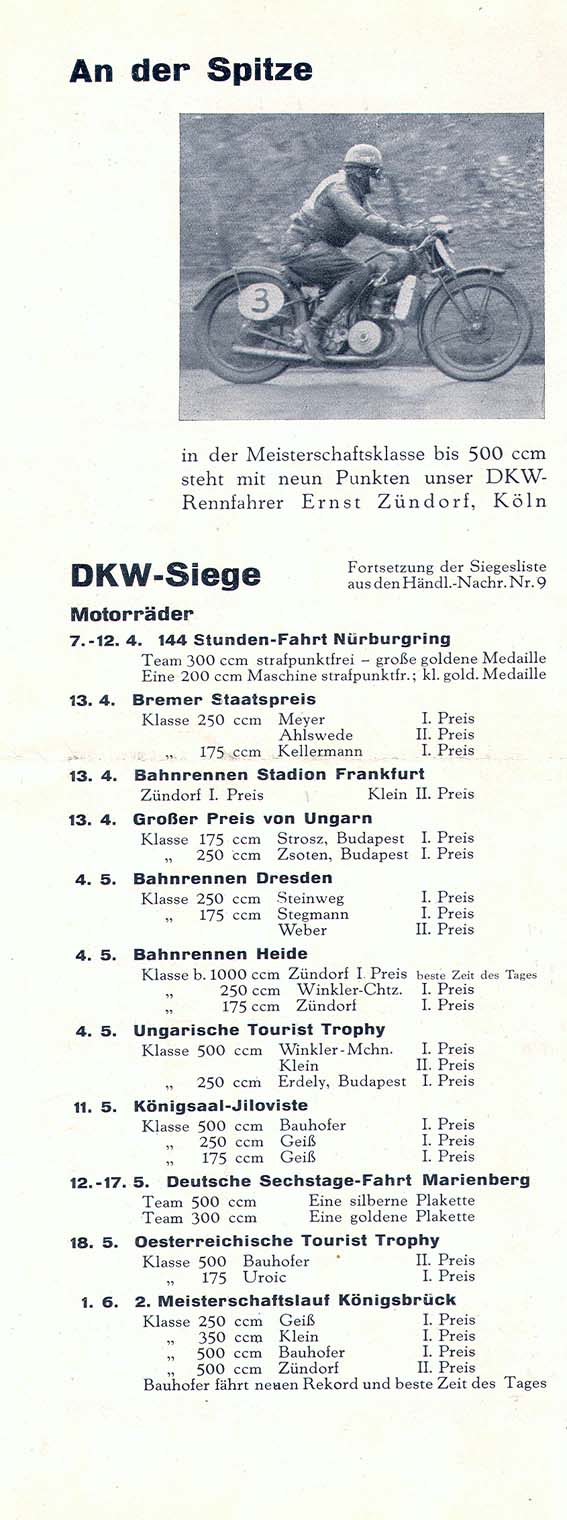 An der Spitze
3
in der Meisterschaftsklasse bis 500 ccm
steht mit neun Punkten unser DKW-
Rennfahrer Ernst Zündorf, Köln
DKW-Siege
Fortsetzung der Siegesliste
aus den Händl.-Nachr. Nr. 9
Motorräder
7.-12. 4. 144 Stunden-Fahrt Nürburgring
Team 300 ccm strafpunktfrei – große goldene Medaille
Eine 200 ccm Maschine strafpunktfr.; kl. gold. Medaille
13. 4. Bremer Staatspreis
Klasse 250 ccm Meyer I. Preis
Ahlswede II. Preis
„ 175 ccm Kellermann I. Preis
13. 4. Bahnrennen Stadion Frankfurt
Zündorf I. Preis Klein II. Preis
13. 4. Großer Preis von Ungarn
Klasse 175 ccm Strosz, Budapest I. Preis
„ 250 ccm Zsoten, Budapest I. Preis
4. 5. Bahnrennen Dresden
Klasse 250 ccm Steinweg I. Preis
„ 175 ccm Stegmann I. Preis
Weber II. Preis
4. 5. Bahnrennen Heide
Klasse b. 1000 ccm Zündorf I. Preis beste Zeit des Tages
„ 250 ccm Winkler-Chtz. I. Preis
„ 175 ccm Zündorf I. Preis
4. 5. Ungarische Tourist Trophy
Klasse 500 ccm Winkler-Mchn. I. Preis
Klein II. Preis
„ 250 ccm Erdely, Budapest I. Preis
11. 5. Königsaal-Jiloviste
Klasse 500 ccm Bauhofer I. Preis
„ 250 ccm Geiß I. Preis
„ 175 ccm Geiß I. Preis
12.-17. 5. Deutsche Sechstage-Fahrt Marienberg
Team 500 ccm Eine silberne Plakette
Team 300 ccm Eine goldene Plakette
18. 5. Oesterreichische Tourist Trophy
Klasse 500 Bauhofer II. Preis
„ 175 Uroic I. Preis
1. 6. 2. Meisterschaftslauf Königsbrück
Klasse 250 ccm Geiß I. Preis
„ 350 ccm Klein I. Preis
„ 500 ccm Bauhofer I. Preis
„ 500 ccm Zündorf II. Preis
Bauhofer fährt neuen Rekord und beste Zeit des Tages